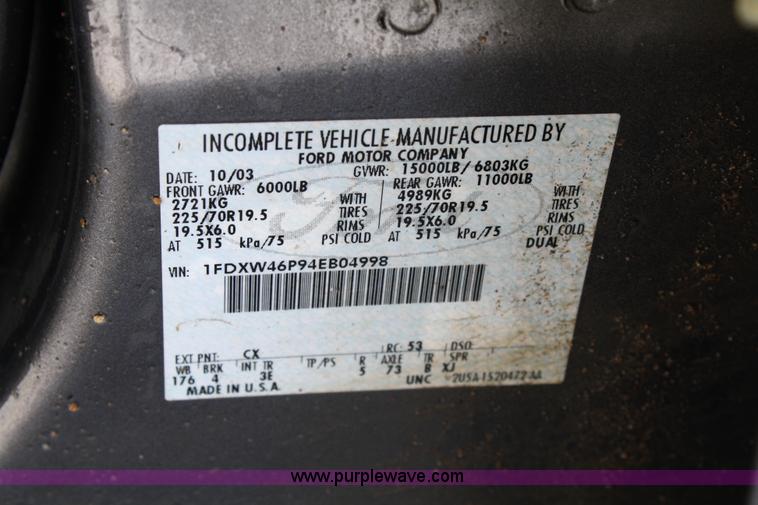 INCOMPLETE VEHICLE MANUFACTURED BY
FORD MOTOR COMPANY
DATE: 10/03 GVWR: 15000LB/ 6803KG
FRONT GAWR: 6000LB REAR GAWR: 11000LB
2721KG WITH 4989KG WITH
225/70R19.5 TIRES 225/70R19.5 TIRES
19.5X6.0 RIMS 19.5X6.0 RIMS
AT 515 kPa/75 PSI COLD AT 515 kPa/75 PSI COLD
DUAL
VIN: 1FDXW46P94EB04998
EXT PNT: CX RC: 53 DSO:
WB BRK INT TR TP/PS R AXLE TR SPR
176 4 3E 5 73 B XJ
MADE IN U.S.A. UNC
www.purplewave.com